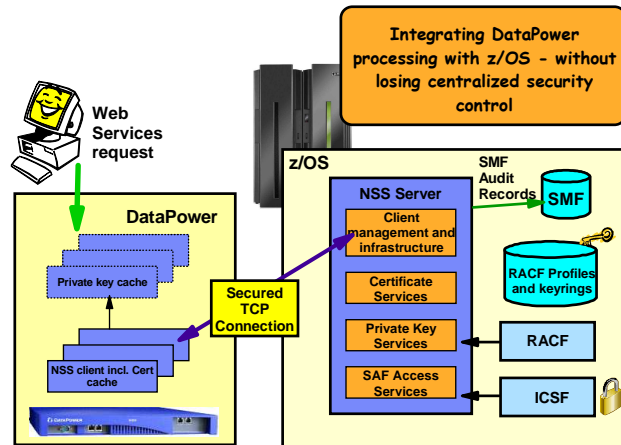 Integrating DataPower
processing with z/OS - without
losing centralized security
control
Web
Services
request
z/OS
DataPower
Private key cache
NSS client incl. Cert
cache
DATAPOWER
Secured
TCP
Connection
NSS Server
Client
management and
infrastructure
Certificate
Services
Private Key
Services
SAF Access
Services
SMF
Audit
Records
SMF
RACF Profiles
and keyrings
RACF
ICSF